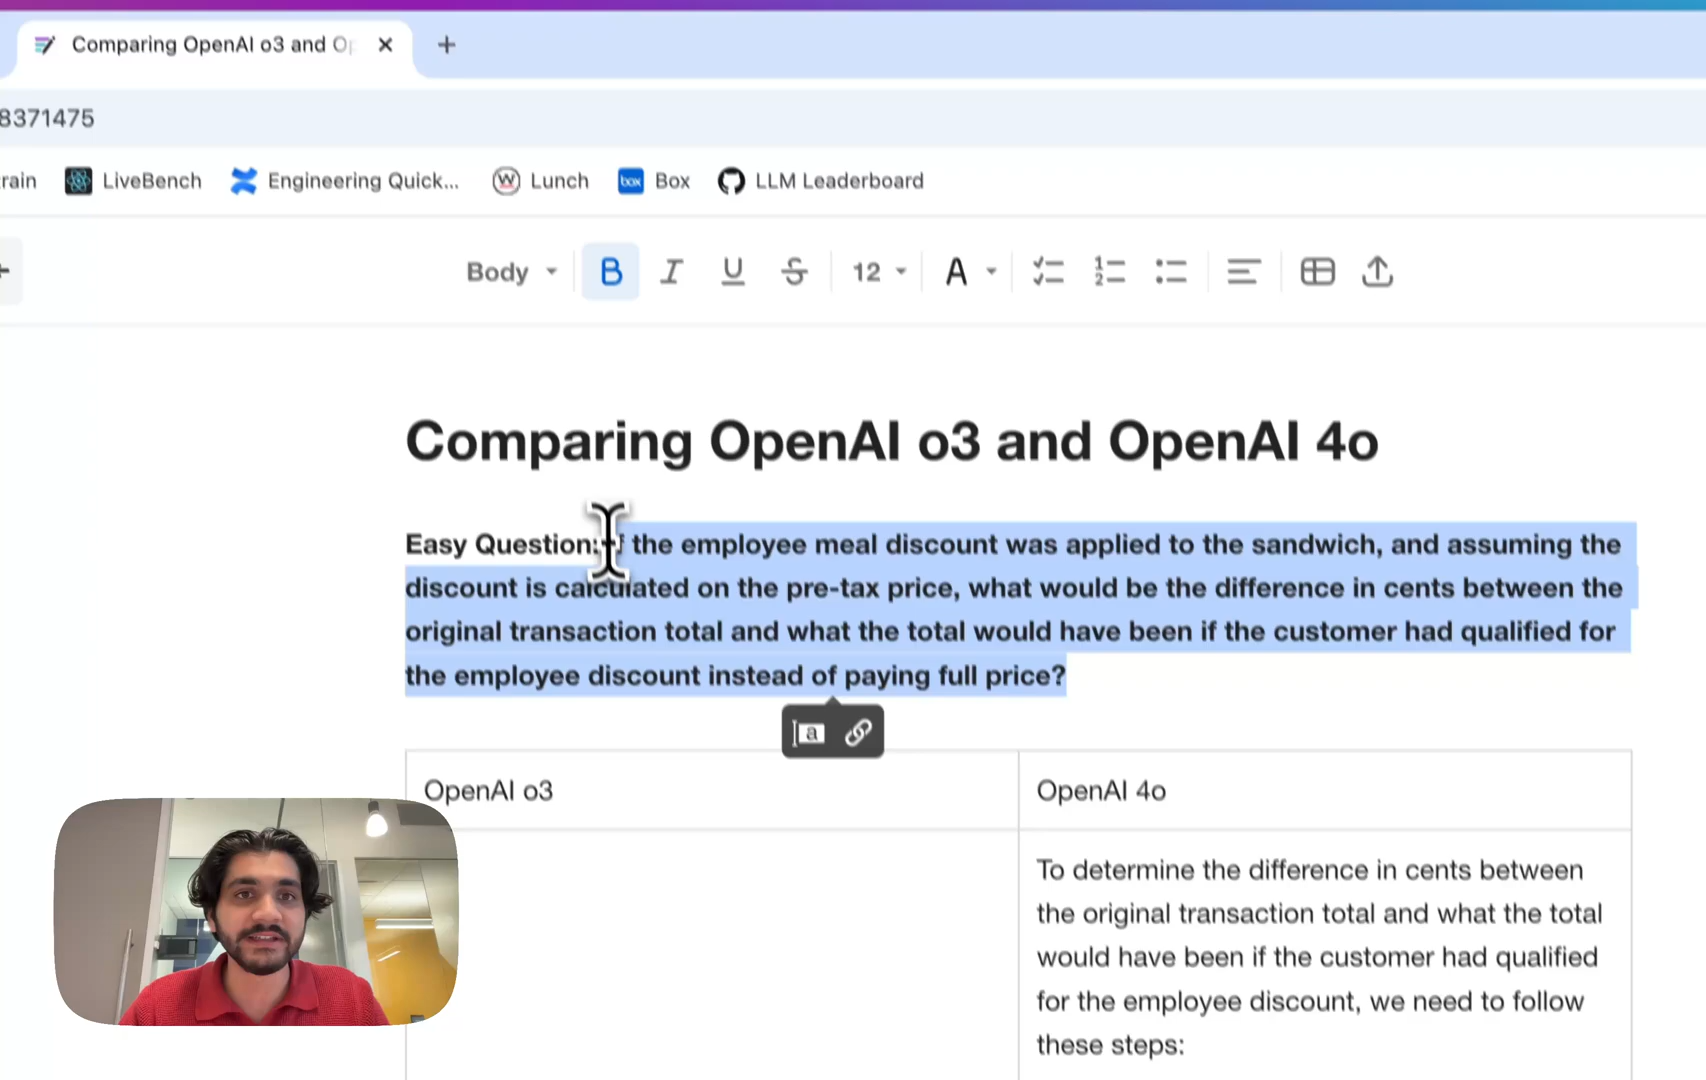 Comparing OpenAI o3 and Op
8371475
rain LiveBench Engineering Quick... Lunch box Box LLM Leaderboard
Body B I U S 12 A
Comparing OpenAI o3 and OpenAI 4o
Easy Question: the employee meal discount was applied to the sandwich, and assuming the
discount is calculated on the pre-tax price, what would be the difference in cents between the
original transaction total and what the total would have been if the customer had qualified for
the employee discount instead of paying full price?
a
OpenAI o3 OpenAI 4o
To determine the difference in cents between
the original transaction total and what the total
would have been if the customer had qualified
for the employee discount, we need to follow
these steps: